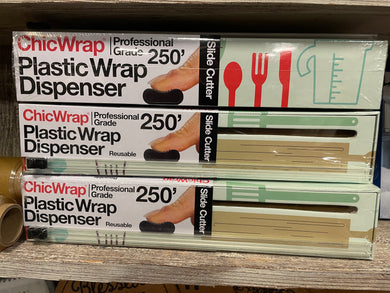 ChicWrap Professional Grade 250'
Plastic Wrap
Dispenser
Slide Cutter
ChicWrap Professional Grade 250'
Plastic Wrap
Dispenser Reusable
Slide Cutter
ChicWrap Professional Grade 250'
Plastic Wrap
Dispenser Reusable
Slide Cutter
Blessed